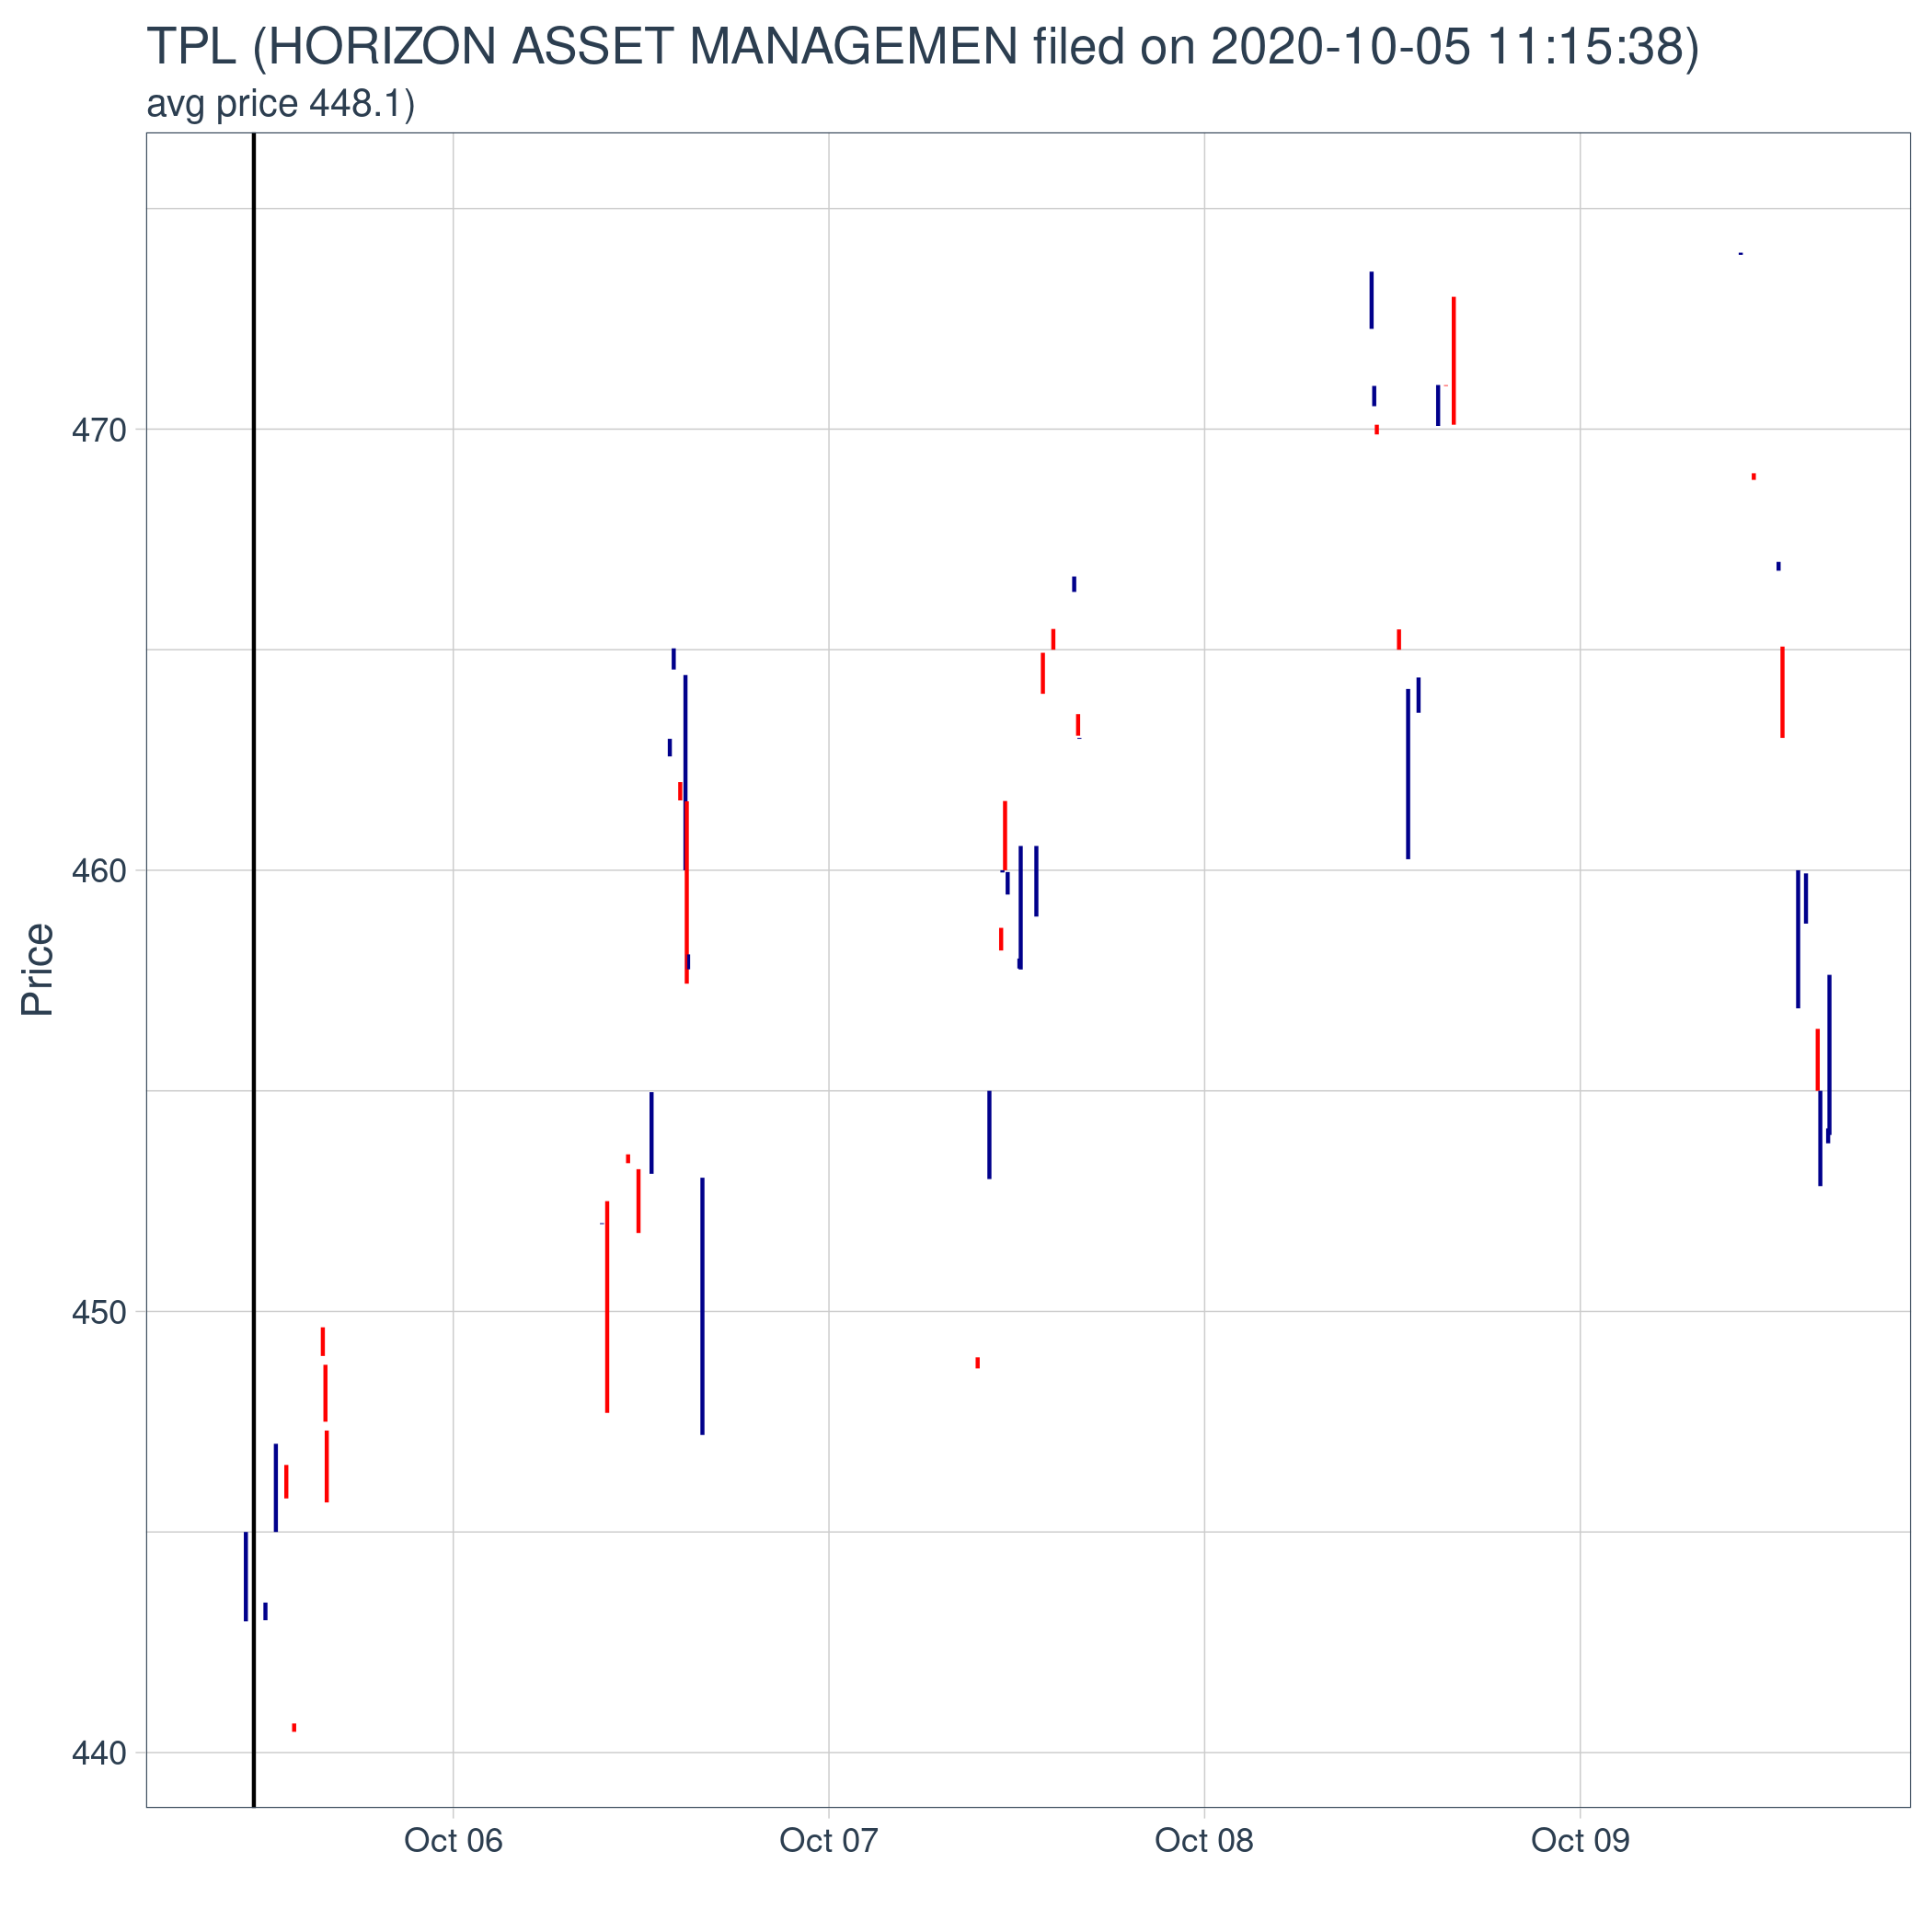 TPL (HORIZON ASSET MANAGEMEN filed on 2020-10-05 11:15:38)
avg price 448.1)
470
460
450
440
Price
Oct 06
Oct 07
Oct 08
Oct 09